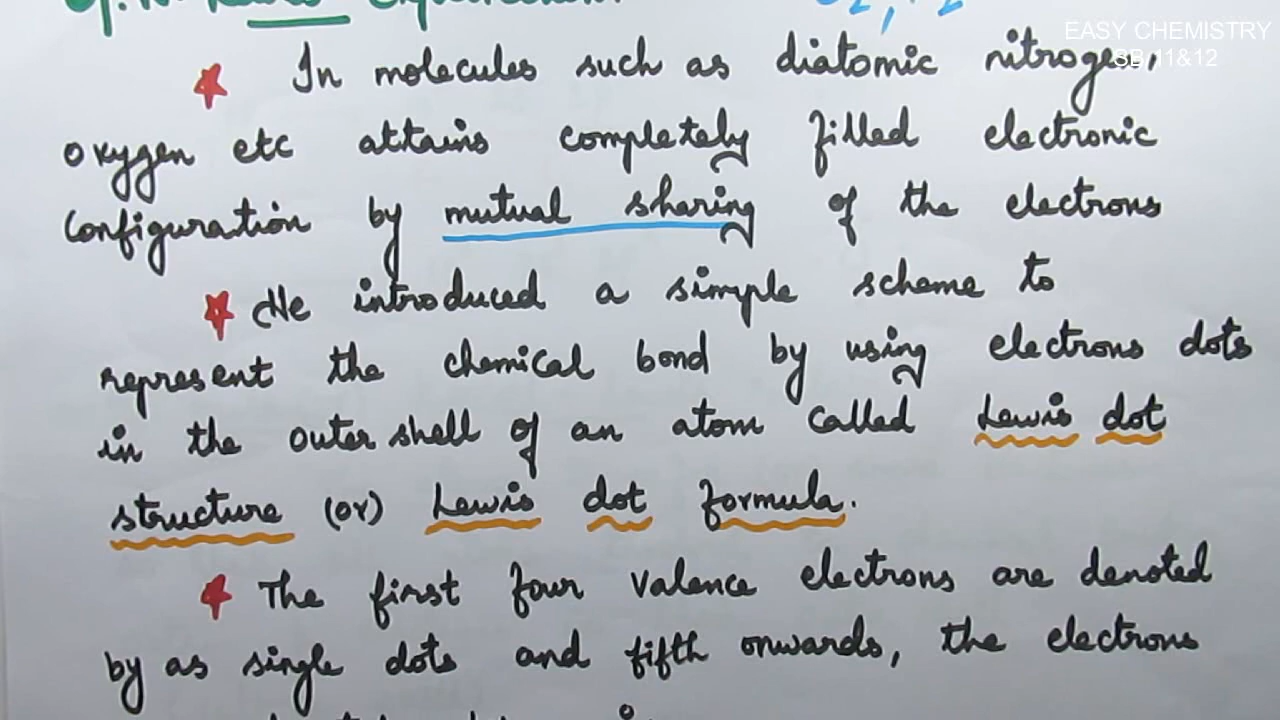 EASY CHEMISTRY
SB 11&12
In molecules such as diatomic nitrogen,
oxygen etc attains completely filled electronic
configuration by mutual sharing of the electrons
He introduced a simple scheme to
represent the chemical bond by using electrons dots
in the outer shell of an atom called Lewis dot
structure (or) Lewis dot formula.
The first four valence electrons are denoted
by as single dots and fifth onwards, the electrons